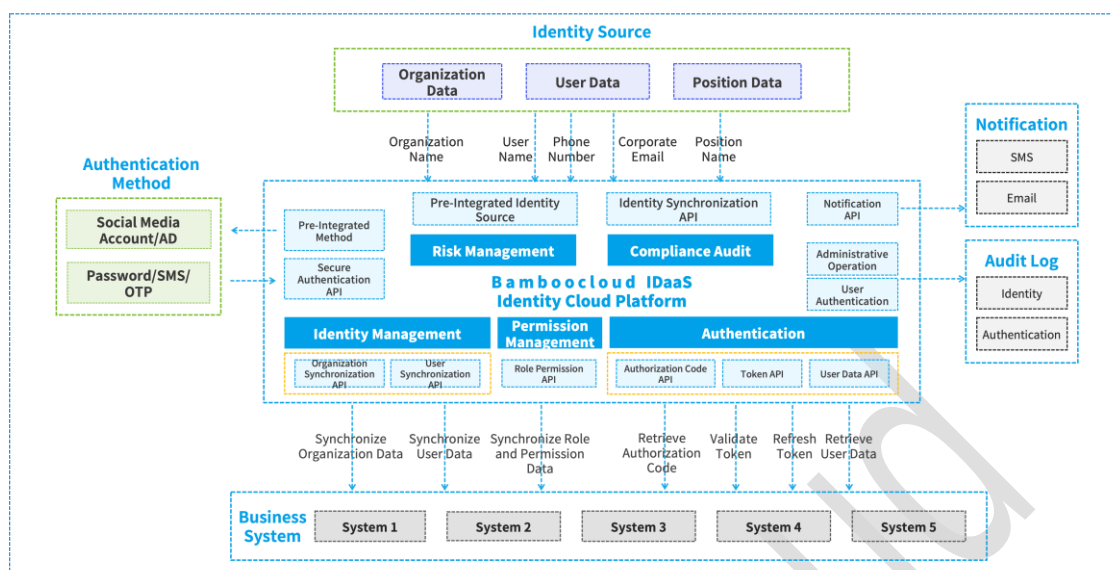 Identity Source
Organization
Data
User Data
Position Data
Organization
Name
User
Name
Phone
Number
Corporate
Email
Position
Name
Authentication
Method
Social Media
Account/AD
Password/SMS/
OTP
Pre-Integrated
Method
Secure
Authentication
API
Pre-Integrated Identity
Source
Identity Synchronization
API
Notification
API
Risk Management
Compliance Audit
Administrative
Operation
User
Authentication
Bamboocloud IDaaS
Identity Cloud Platform
Identity Management
Permission
Management
Authentication
Organization
Synchronization
API
User
Synchronization
API
Role Permission
API
Authorization Code
API
Token API
User Data API
Notification
SMS
Email
Audit Log
Identity
Authentication
Synchronize
Organization Data
Synchronize
User Data
Synchronize Role
and Permission
Data
Retrieve
Authorization
Code
Validate
Token
Refresh
Token
Retrieve
User Data
Business
System
System 1
System 2
System 3
System 4
System 5
ud